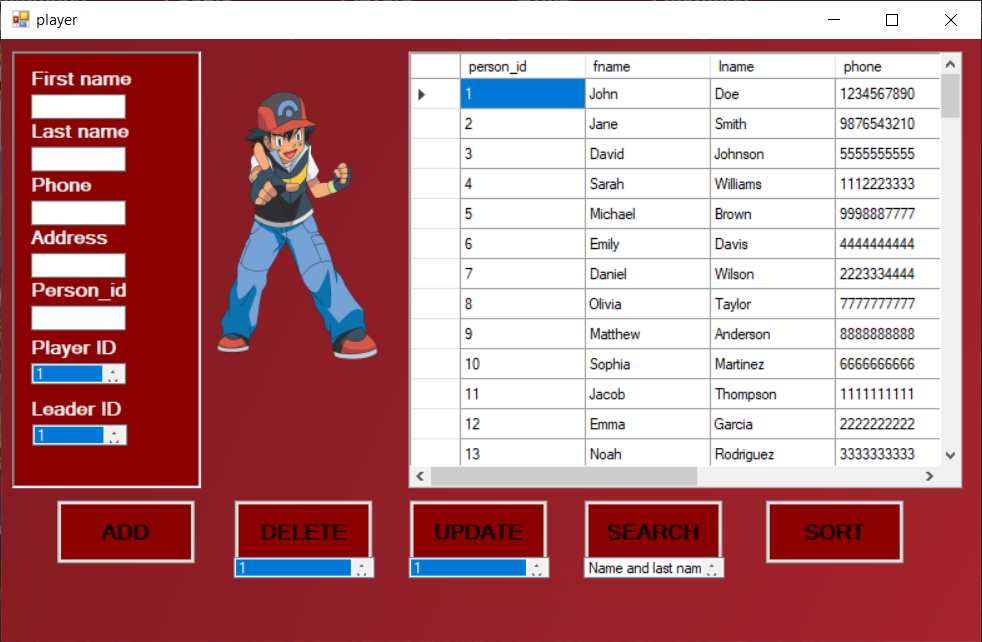 player
First name
Last name
Phone
Address
Person_id
Player ID
1
Leader ID
1
person_id fname lname phone
1 John Doe 1234567890
2 Jane Smith 9876543210
3 David Johnson 5555555555
4 Sarah Williams 1112223333
5 Michael Brown 9998887777
6 Emily Davis 4444444444
7 Daniel Wilson 2223334444
8 Olivia Taylor 7777777777
9 Matthew Anderson 8888888888
10 Sophia Martinez 6666666666
11 Jacob Thompson 1111111111
12 Emma Garcia 2222222222
13 Noah Rodriguez 3333333333
ADD DELETE UPDATE SEARCH SORT
1 1 Name and last nam